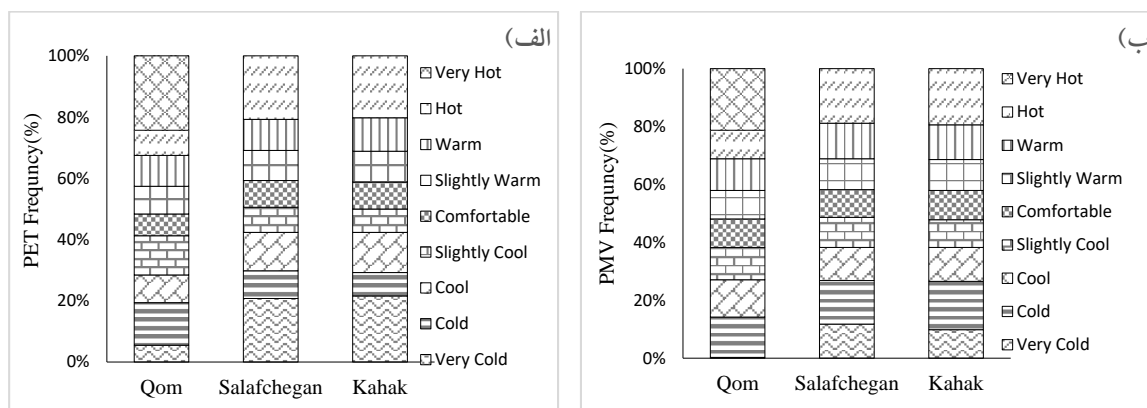 الف)
PET Frequncy(%)
100%
80%
60%
40%
20%
0%
Qom Salafchegan Kahak
Very Hot
Hot
Warm
Slightly Warm
Comfortable
Slightly Cool
Cool
Cold
Very Cold
ب)
PMV Frequncy(%)
100%
80%
60%
40%
20%
0%
Qom Salafchegan Kahak
Very Hot
Hot
Warm
Slightly Warm
Comfortable
Slightly Cool
Cool
Cold
Very Cold